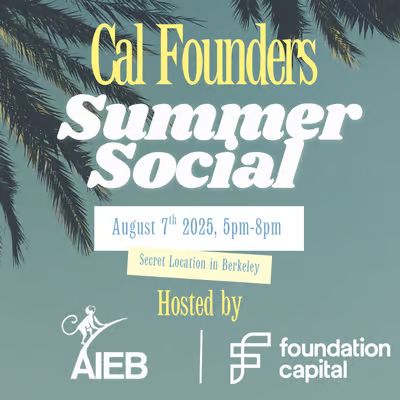 Cal Founders
Summer
Social
August 7th 2025, 5pm-8pm
Secret Location in Berkeley
Hosted by
AIEB
foundation
capital